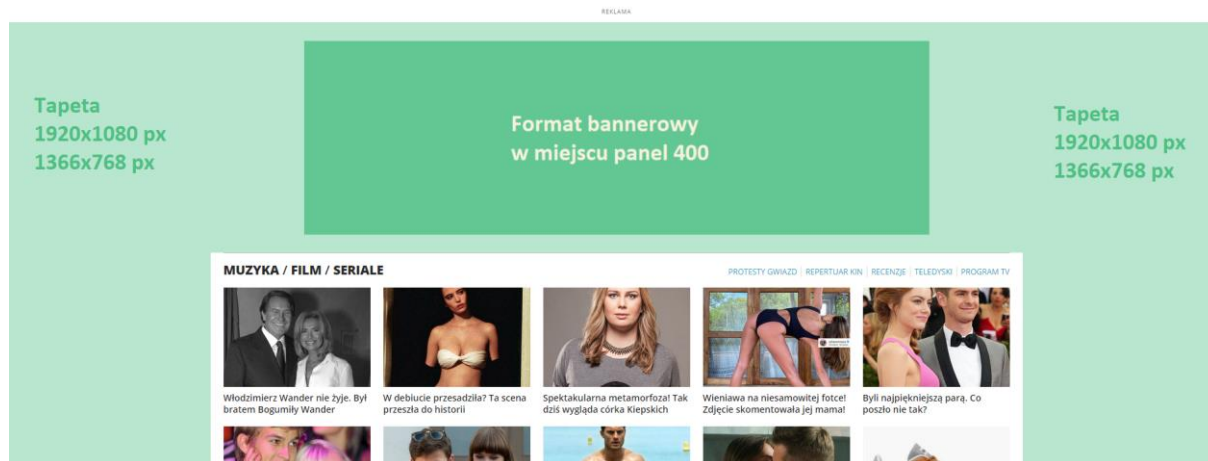 REKLAMA
Tapeta
1920x1080 px
1366x768 px
Format bannerowy
w miejscu panel 400
Tapeta
1920x1080 px
1366x768 px
MUZYKA / FILM / SERIALE
PROTESTY GWIAZD | REPERTUAR KIN | RECENZJE | TELEDYSKI | PROGRAM TV
Włodzimierz Wander nie żyje. Był
bratem Bogumiły Wander
W debiucie przesadziła? Ta scena
przeszła do historii
Spektakularna metamorfoza! Tak
dziś wygląda córka Kiepskich
Wieniawa na niesamowitej fotce!
Zdjęcie skomentowała jej mama!
Byli najpiękniejszą parą. Co
poszło nie tak?